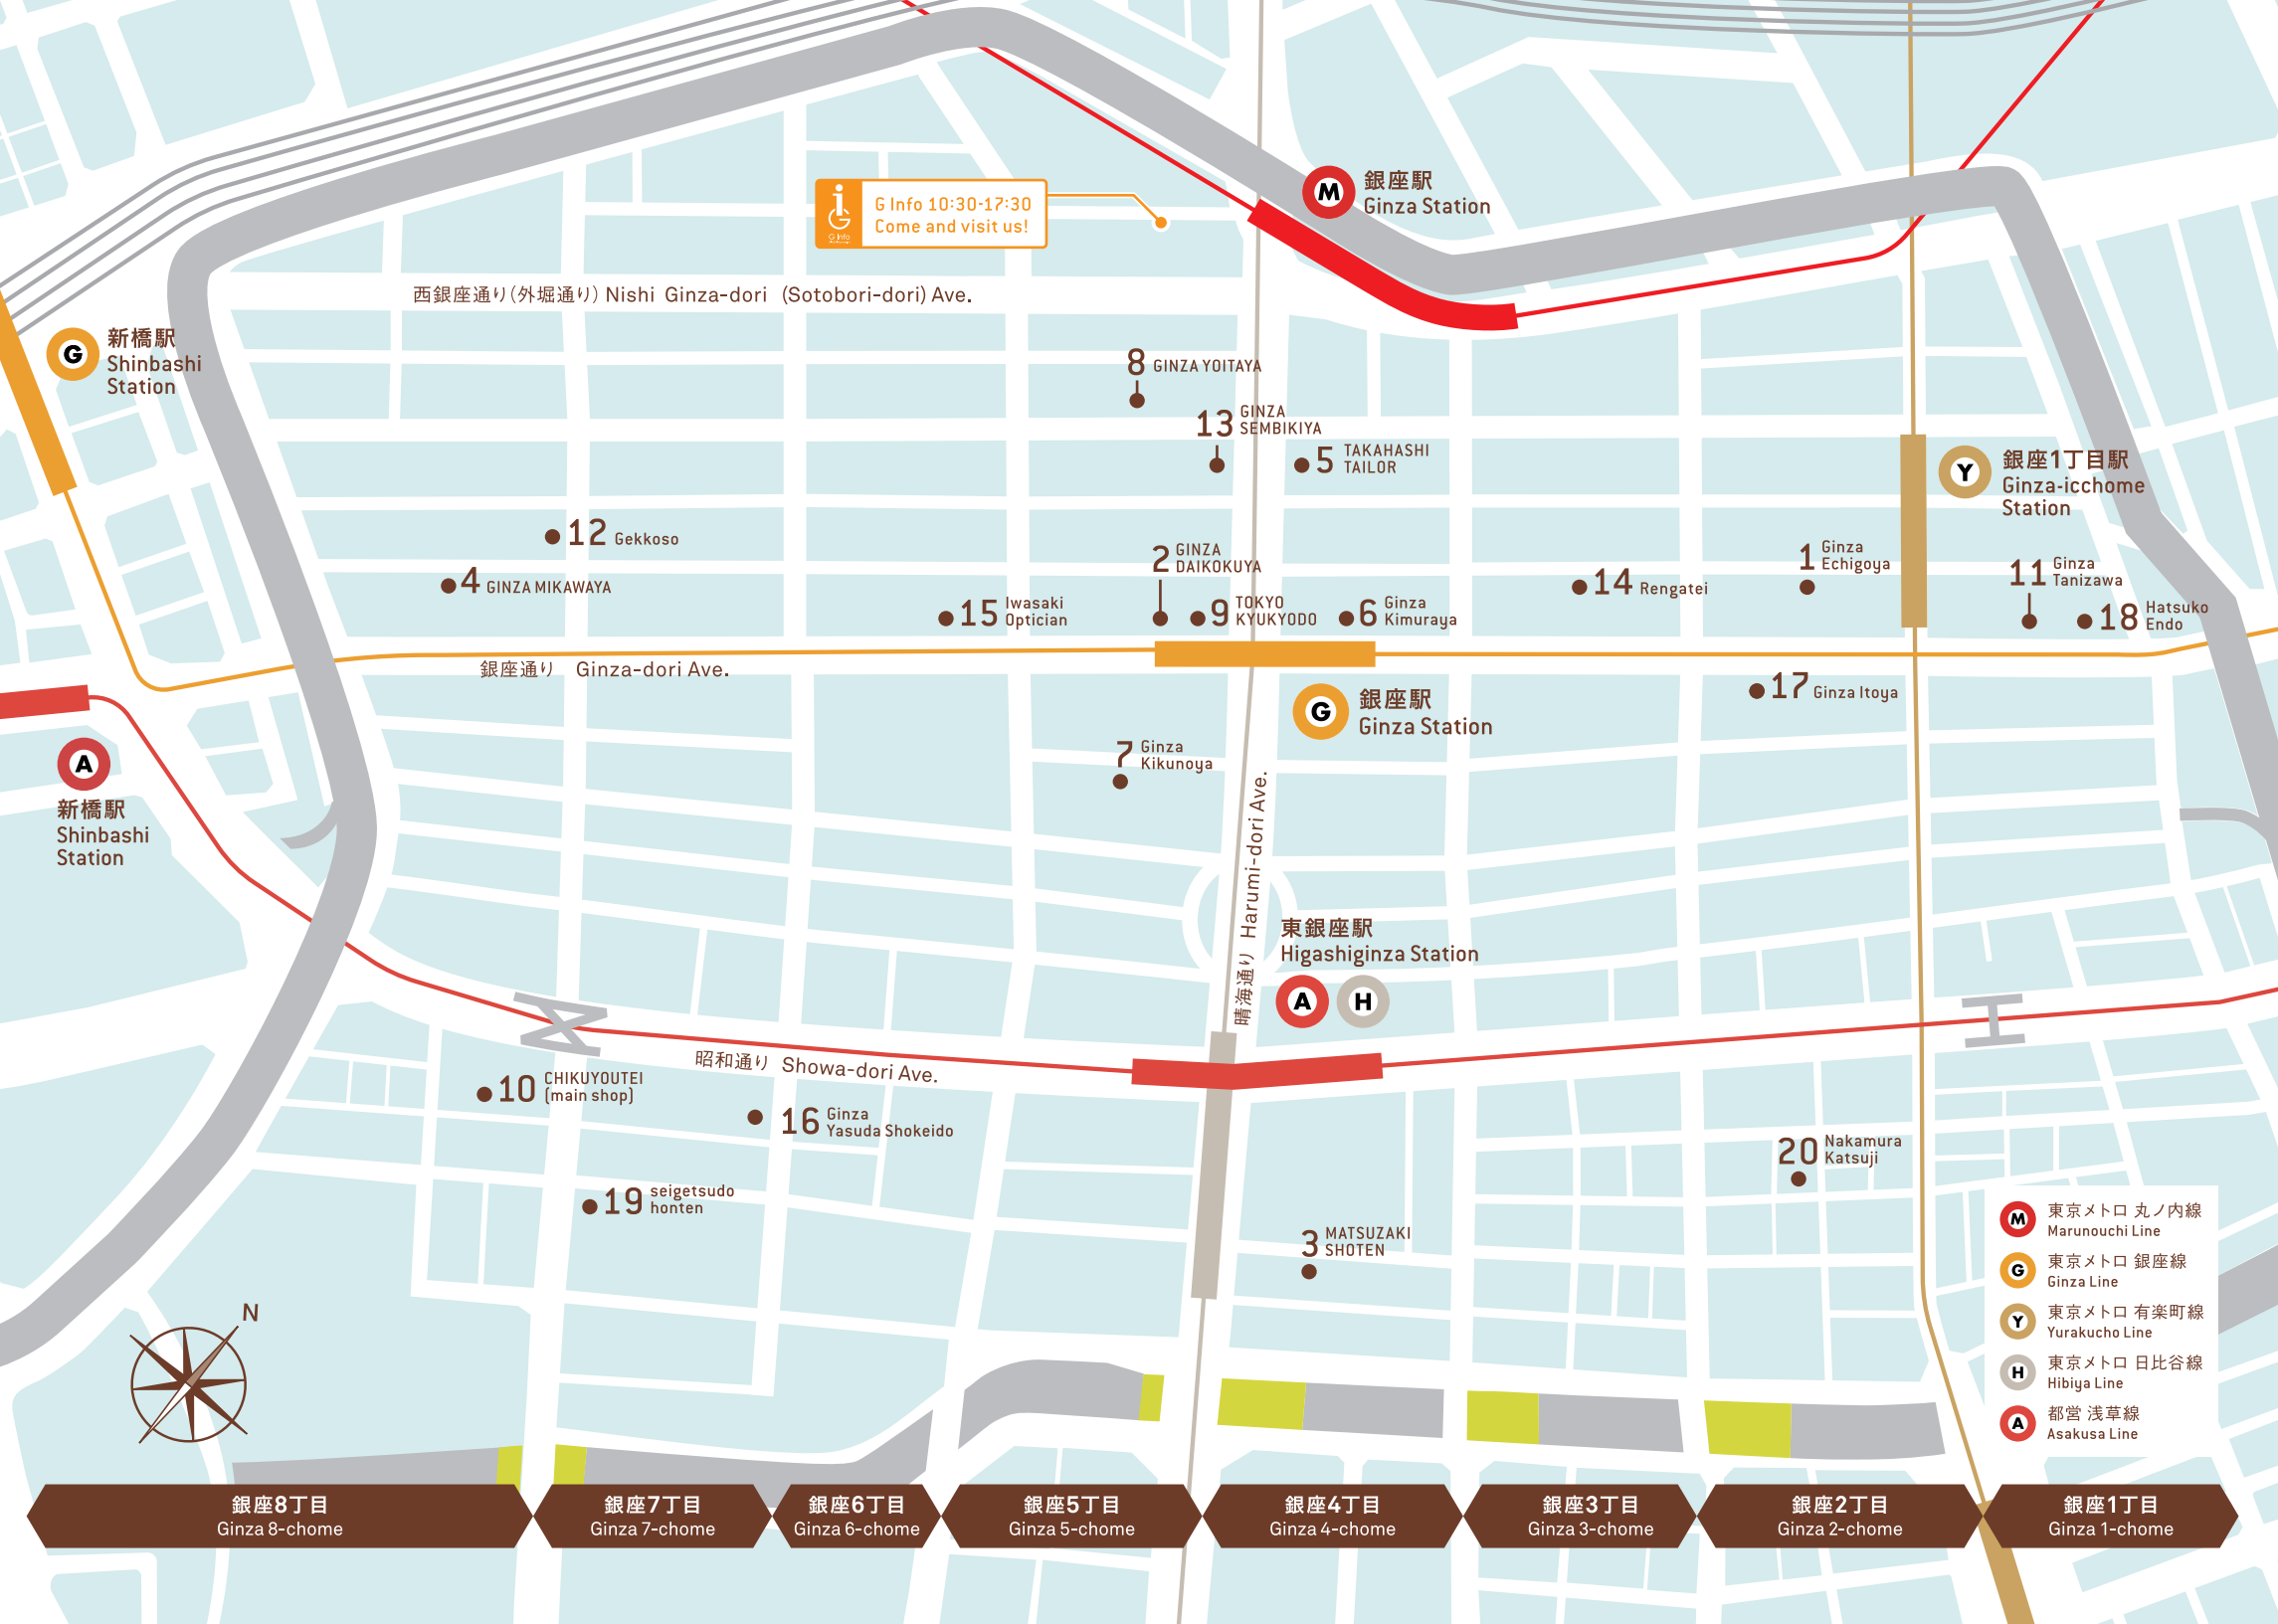 M
銀座駅
Ginza Station
G Info
G Info 10:30-17:30
Come and visit us!
西銀座通り(外堀通り) Nishi Ginza-dori (Sotobori-dori) Ave.
G
新橋駅
Shinbashi
Station
8 GINZA YOITAYA
13 GINZA
SEMBIKIYA
5 TAKAHASHI
TAILOR
Y
銀座1丁目駅
Ginza-icchome
Station
12 Gekkoso
4 GINZA MIKAWAYA
2 GINZA
DAIKOKUYA
15 Iwasaki
Optician
9 TOKYO
KYUKYODO
6 Ginza
Kimuraya
14 Rengatei
1 Ginza
Echigoya
11 Ginza
Tanizawa
18 Hatsuko
Endo
銀座通り Ginza-dori Ave.
17 Ginza Itoya
G
銀座駅
Ginza Station
A
新橋駅
Shinbashi
Station
7 Ginza
Kikunoya
晴海通り Harumi-dori Ave.
東銀座駅
Higashiginza Station
A
H
昭和通り Showa-dori Ave.
10 CHIKUYOUTEI
(main shop)
16 Ginza
Yasuda Shokeido
20 Nakamura
Katsuji
19 seigetsudo
honten
3 MATSUZAKI
SHOTEN
N
M 東京メトロ 丸ノ内線
Marunouchi Line
G 東京メトロ 銀座線
Ginza Line
Y 東京メトロ 有楽町線
Yurakucho Line
H 東京メトロ 日比谷線
Hibiya Line
A 都営 浅草線
Asakusa Line
銀座8丁目
Ginza 8-chome
銀座7丁目
Ginza 7-chome
銀座6丁目
Ginza 6-chome
銀座5丁目
Ginza 5-chome
銀座4丁目
Ginza 4-chome
銀座3丁目
Ginza 3-chome
銀座2丁目
Ginza 2-chome
銀座1丁目
Ginza 1-chome